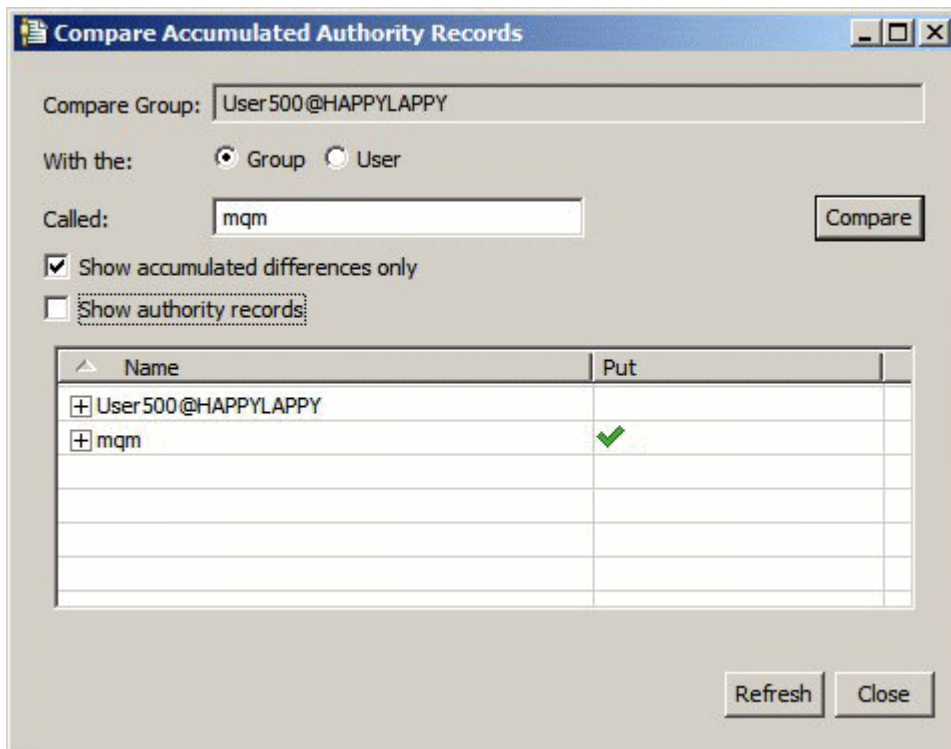 Compare Accumulated Authority Records
Compare Group: User500@HAPPYLAPPY
With the: Group User
Called: mqm Compare
Show accumulated differences only
Show authority records
Name Put
User500@HAPPYLAPPY
mqm
Refresh Close